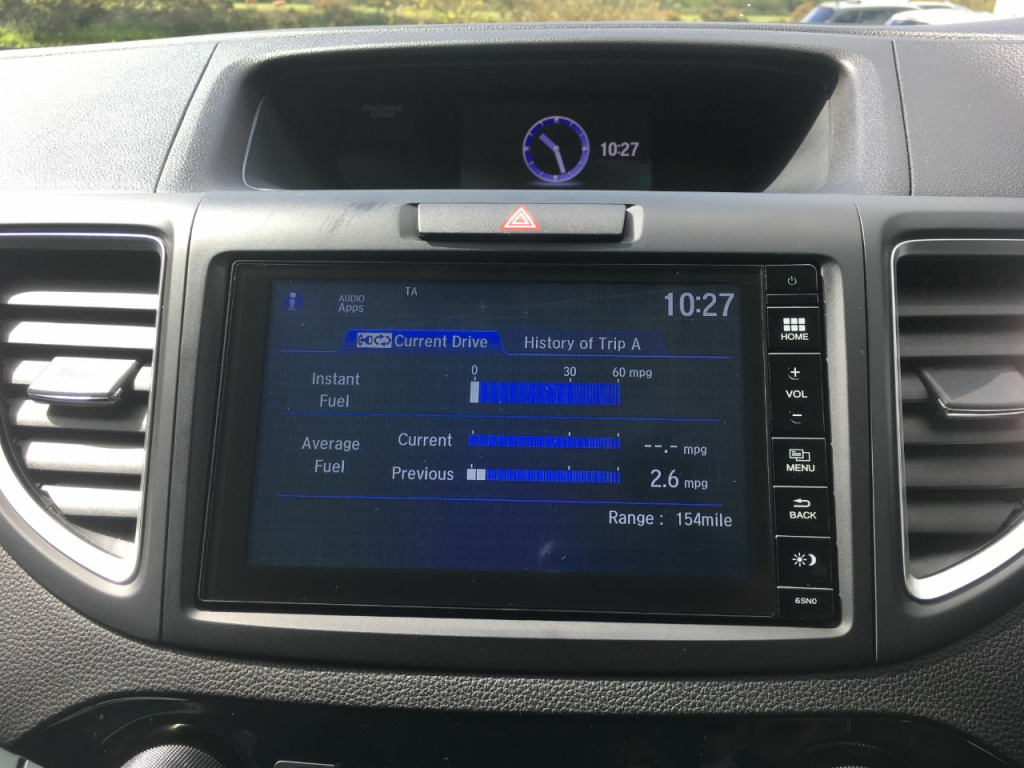 10:27
TA
AUDIO
Apps
10:27
Current Drive
History of Trip A
0 30 60 mpg
Instant
Fuel
Average
Fuel
Current --.- mpg
Previous 2.6 mpg
Range : 154mile
HOME
+
VOL
−
MENU
BACK
6SN0